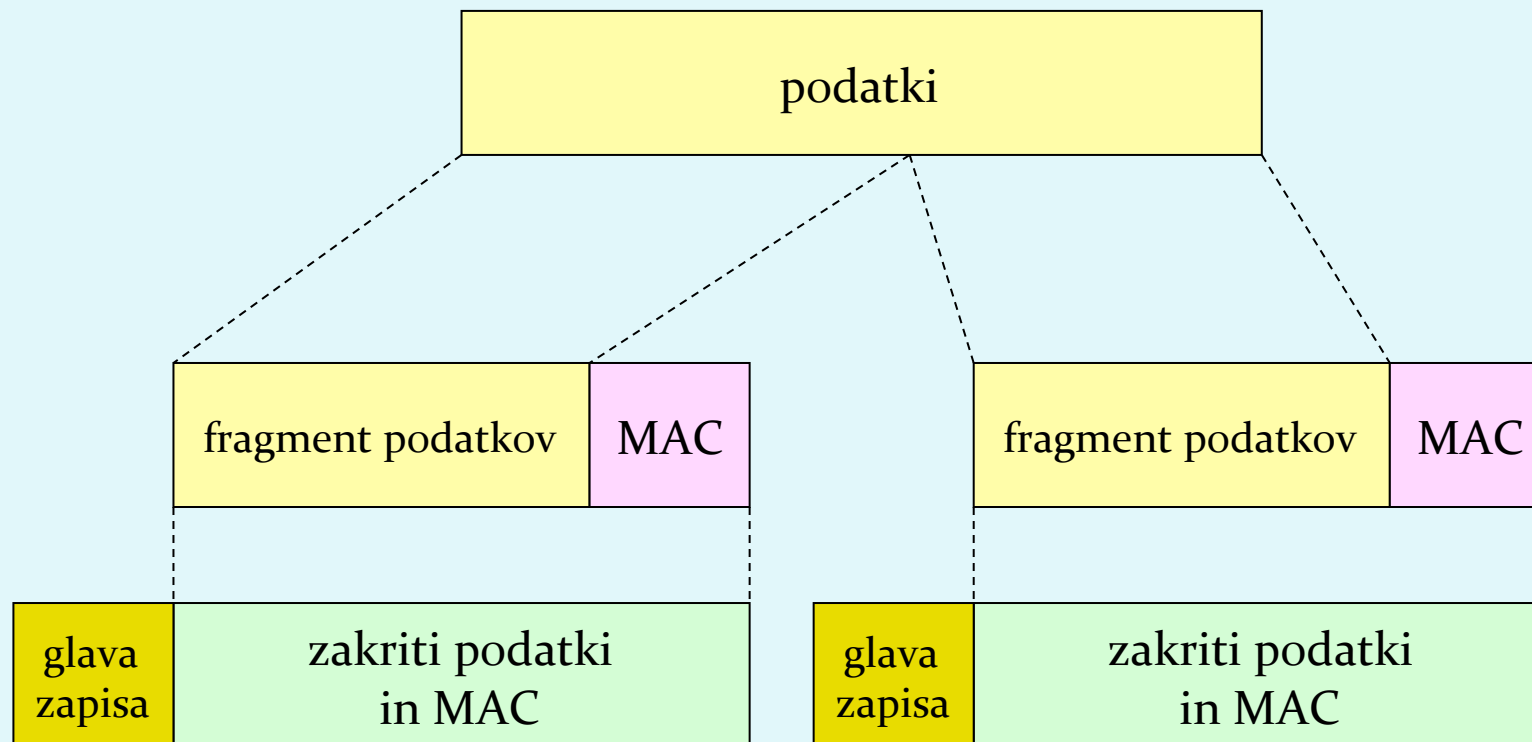 podatki
fragment podatkov
MAC
fragment podatkov
MAC
glava
zapisa
zakriti podatki
in MAC
glava
zapisa
zakriti podatki
in MAC